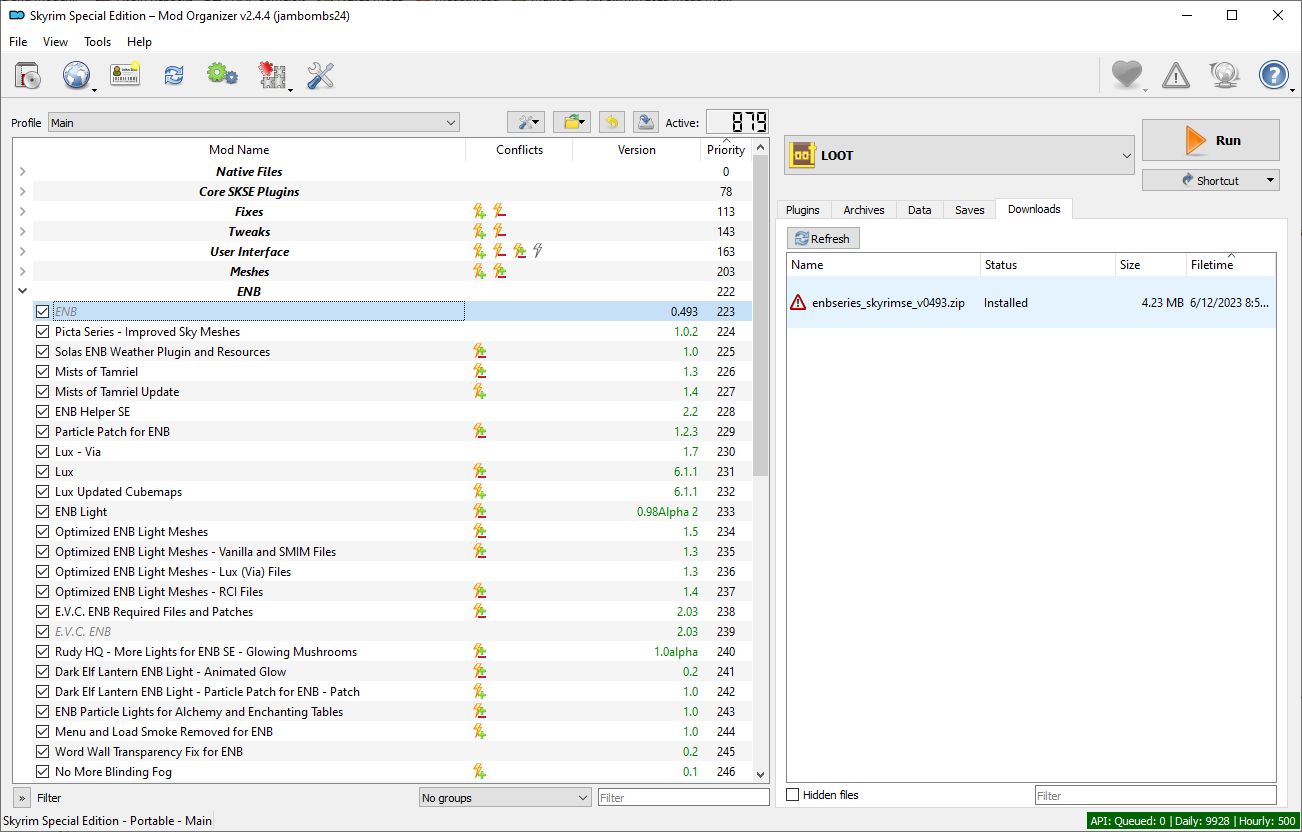 Skyrim Special Edition – Mod Organizer v2.4.4 (jambombs24)
File View Tools Help
Profile Main Active: 879
Mod Name Conflicts Version Priority
Native Files 0
Core SKSE Plugins 78
Fixes 113
Tweaks 143
User Interface 163
Meshes 203
ENB 222
ENB 0.493 223
Picta Series - Improved Sky Meshes 1.0.2 224
Solas ENB Weather Plugin and Resources 1.0 225
Mists of Tamriel 1.3 226
Mists of Tamriel Update 1.4 227
ENB Helper SE 2.2 228
Particle Patch for ENB 1.2.3 229
Lux - Via 1.7 230
Lux 6.1.1 231
Lux Updated Cubemaps 6.1.1 232
ENB Light 0.98Alpha 2 233
Optimized ENB Light Meshes 1.5 234
Optimized ENB Light Meshes - Vanilla and SMIM Files 1.3 235
Optimized ENB Light Meshes - Lux (Via) Files 1.3 236
Optimized ENB Light Meshes - RCI Files 1.4 237
E.V.C. ENB Required Files and Patches 2.03 238
E.V.C. ENB 2.03 239
Rudy HQ - More Lights for ENB SE - Glowing Mushrooms 1.0alpha 240
Dark Elf Lantern ENB Light - Animated Glow 0.2 241
Dark Elf Lantern ENB Light - Particle Patch for ENB - Patch 1.0 242
ENB Particle Lights for Alchemy and Enchanting Tables 1.0 243
Menu and Load Smoke Removed for ENB 1.0 244
Word Wall Transparency Fix for ENB 0.2 245
No More Blinding Fog 0.1 246
» Filter No groups Filter
LOOT
Run
Shortcut
Plugins Archives Data Saves Downloads
Refresh
Name Status Size Filetime
enbseries_skyrimse_v0493.zip Installed 4.23 MB 6/12/2023 8:5...
Hidden files Filter
Skyrim Special Edition - Portable - Main
API: Queued: 0 | Daily: 9928 | Hourly: 500